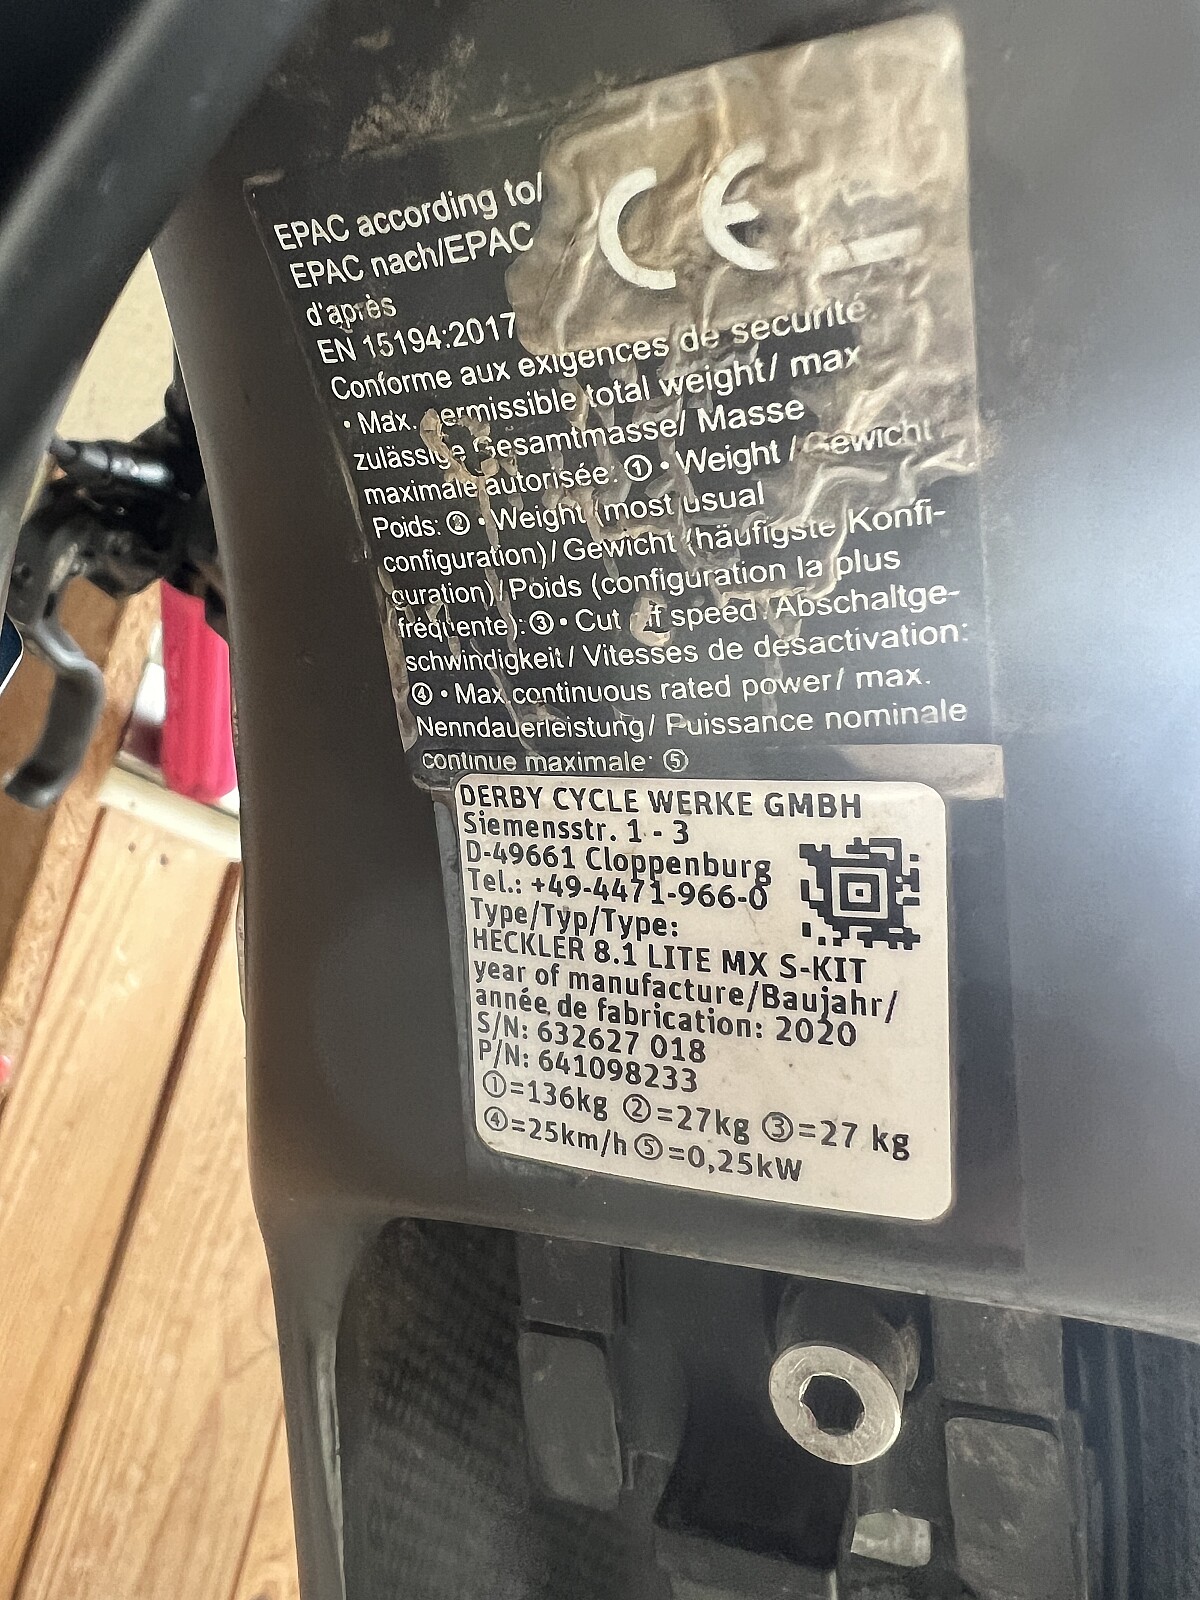 EPAC according to/
EPAC nach/EPAC
d'après
EN 15194:2017
CE
Conforme aux exigences de sécurité
• Max. permissible total weight/ max
zulässige Gesamtmasse/ Masse
maximale autorisée: ① • Weight / Gewicht
Poids: ② • Weight (most usual
configuration) / Gewicht (häufigste Konfi-
guration) / Poids (configuration la plus
fréquente): ③ • Cut off speed/ Abschaltge-
schwindigkeit / Vitesses de désactivation:
④ • Max.continuous rated power/ max.
Nenndauerleistung/ Puissance nominale
continue maximale: ⑤
DERBY CYCLE WERKE GMBH
Siemensstr. 1 - 3
D-49661 Cloppenburg
Tel.: +49-4471-966-0
Type/Typ/Type:
HECKLER 8.1 LITE MX S-KIT
year of manufacture/Baujahr/
année de fabrication: 2020
S/N: 632627 018
P/N: 641098233
①=136kg ②=27kg ③=27 kg
④=25km/h ⑤=0,25kW